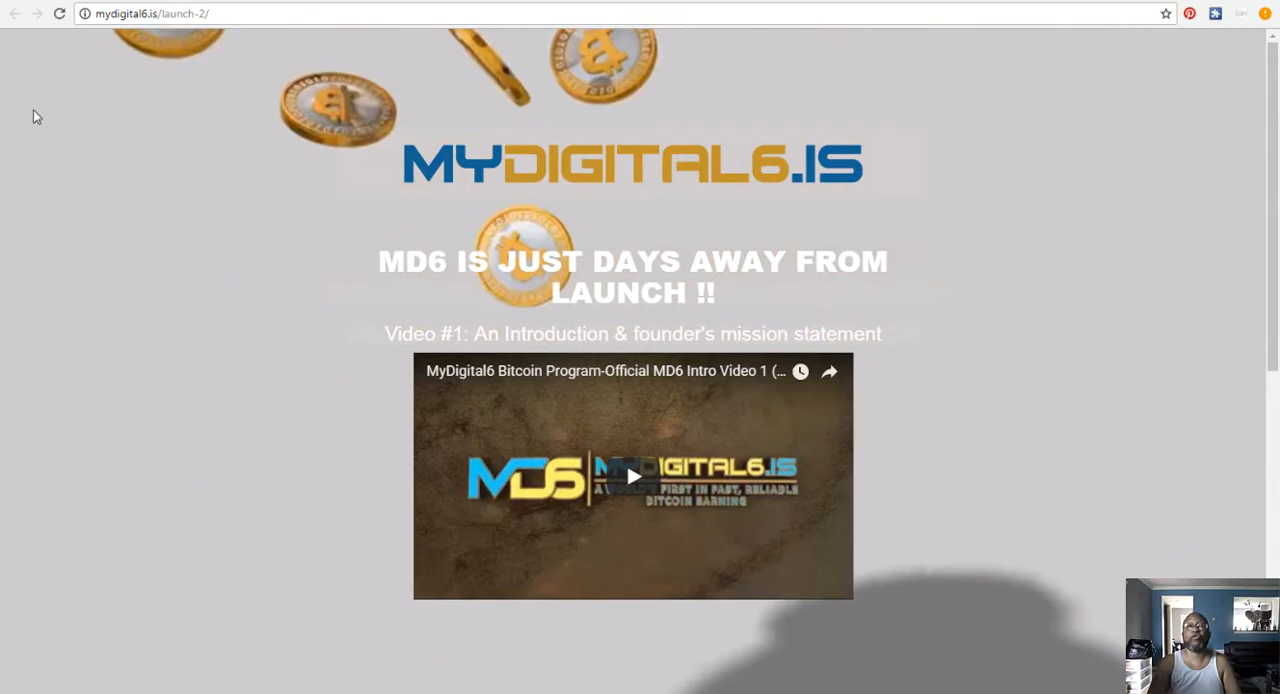 mydigital6.is/launch-2/
MYDIGITAL6.IS
MD6 IS JUST DAYS AWAY FROM
LAUNCH !!
Video #1: An Introduction & founder's mission statement
MyDigital6 Bitcoin Program-Official MD6 Intro Video 1 (...
MD6 MYDIGITAL6.IS
A WORLD'S FIRST IN FAST, RELIABLE
BITCOIN EARNING